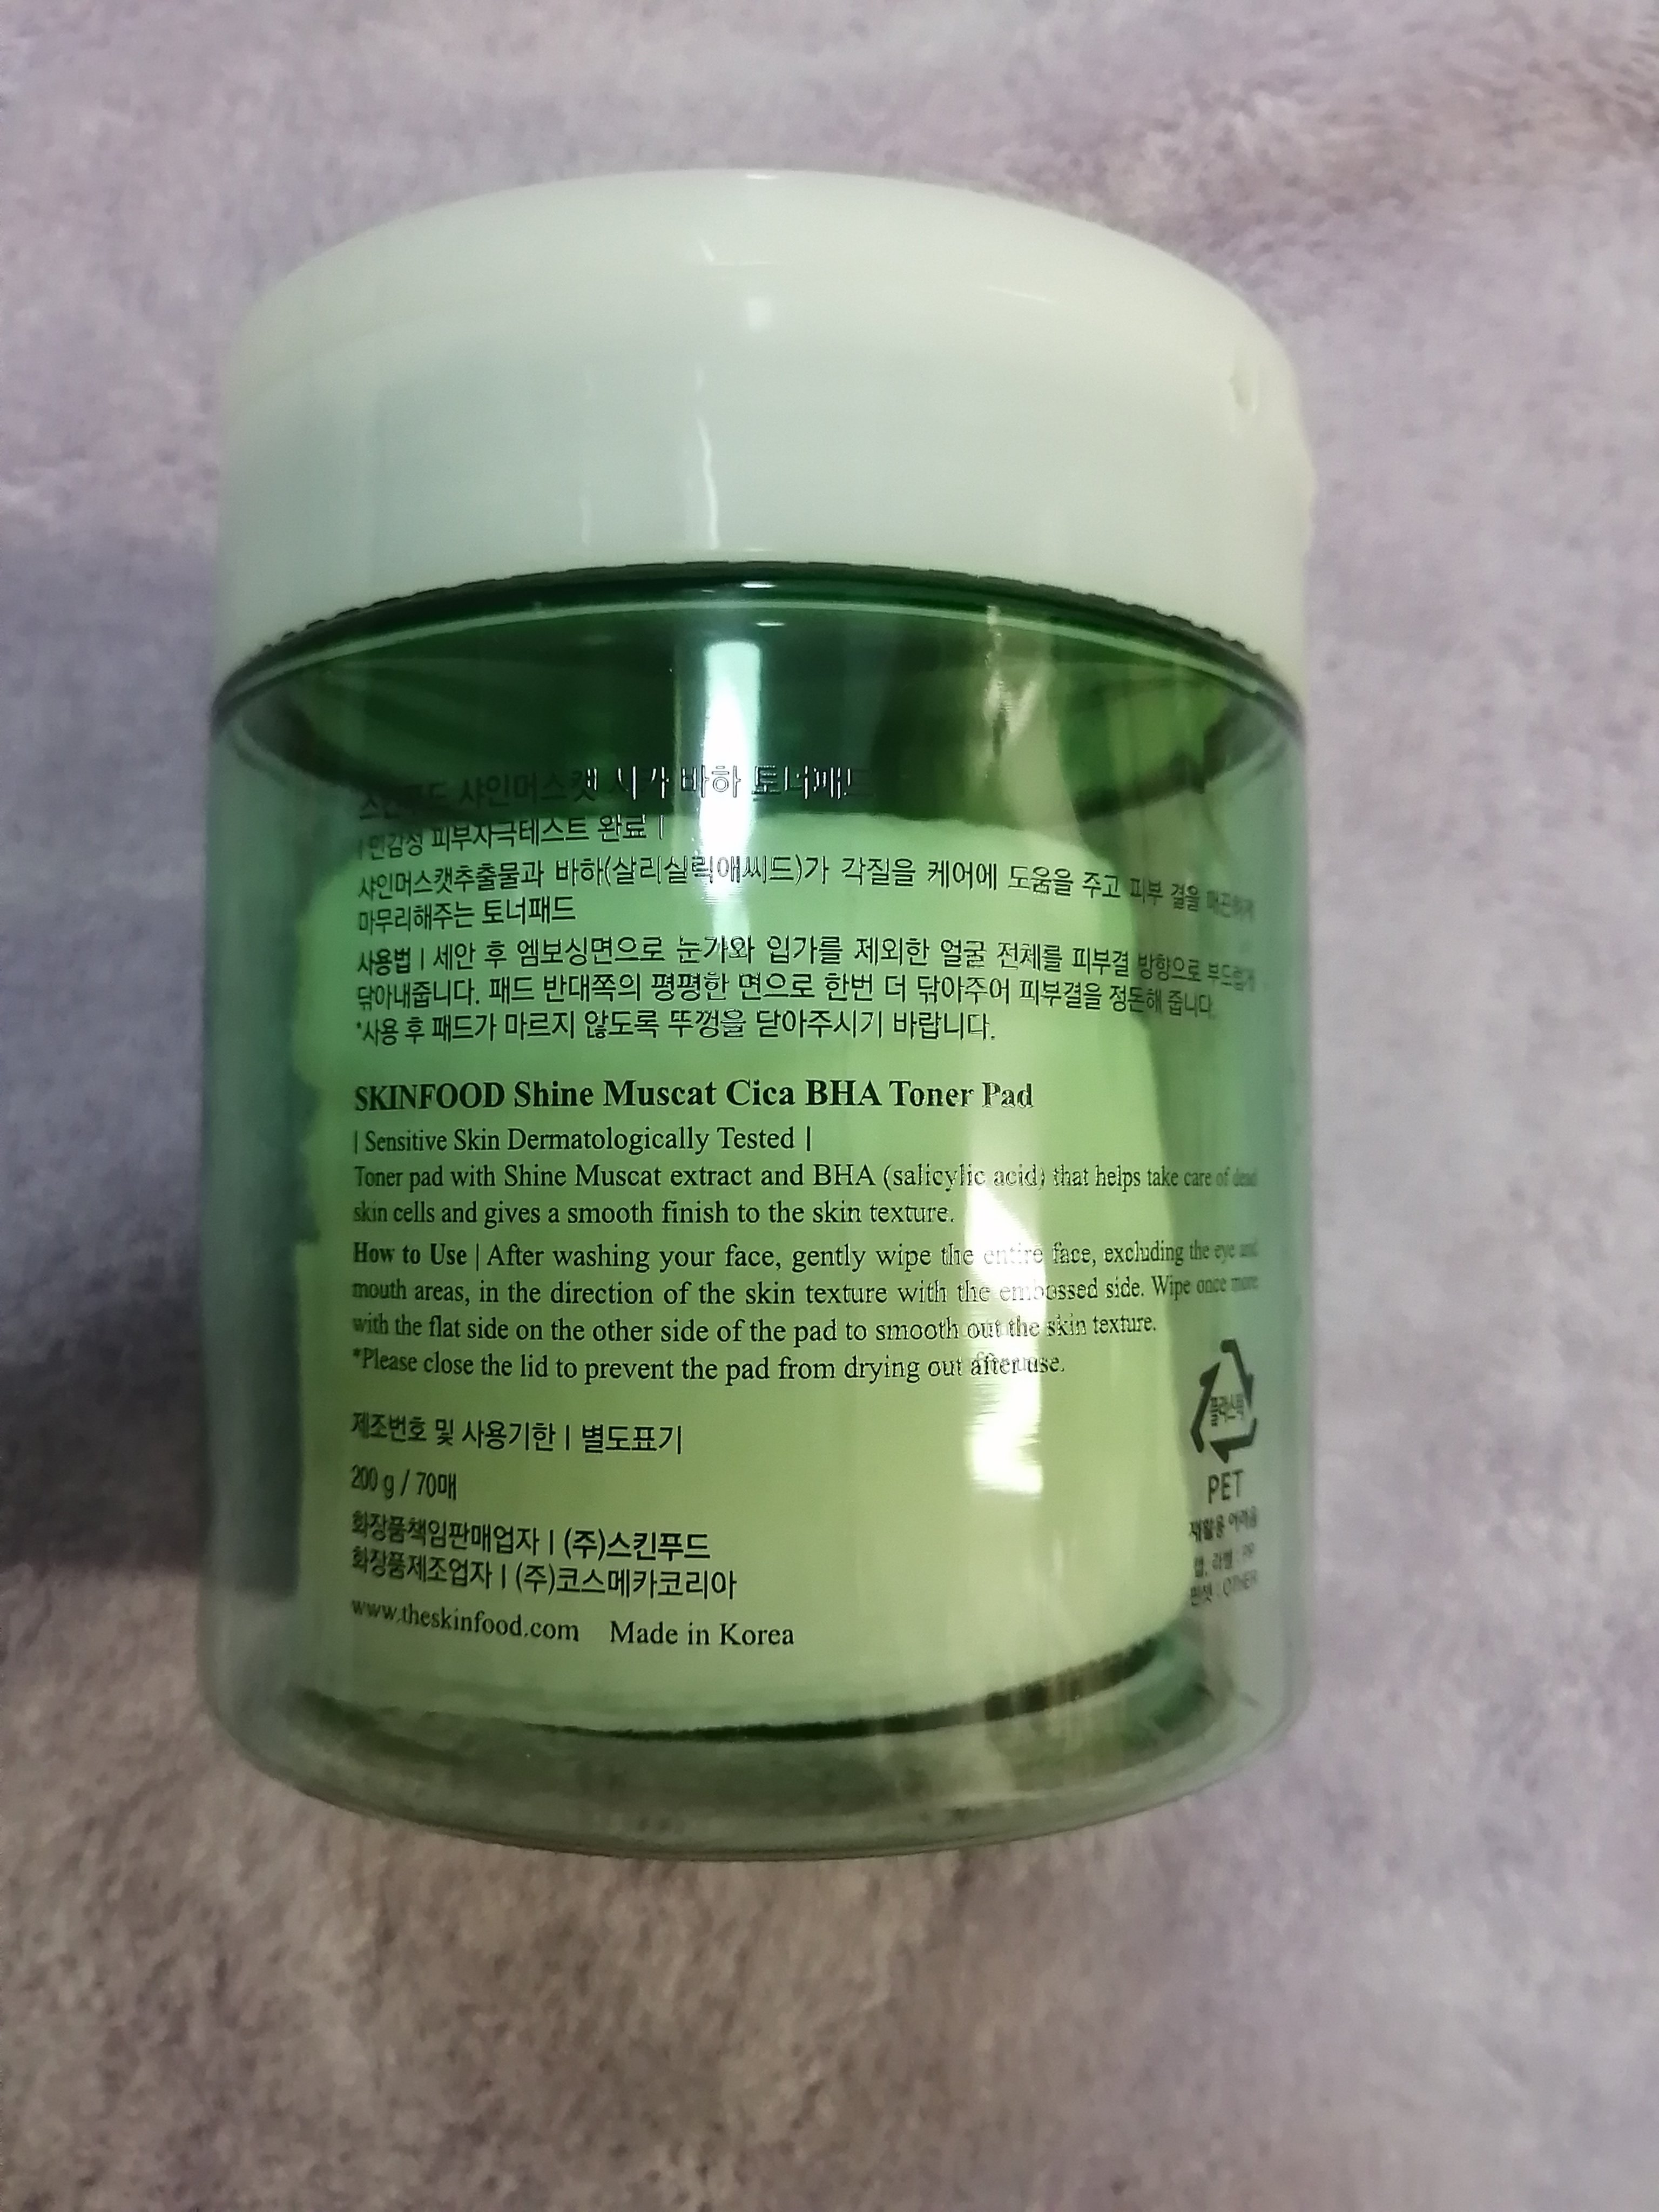 스킨푸드 샤인머스캣 시카 바하 토너패드
| 민감성 피부자극테스트 완료 |
샤인머스캣추출물과 바하(살리실릭애씨드)가 각질을 케어에 도움을 주고 피부 결을 매끈하게
마무리해주는 토너패드
사용법 | 세안 후 엠보싱면으로 눈가와 입가를 제외한 얼굴 전체를 피부결 방향으로 부드럽게
닦아내줍니다. 패드 반대쪽의 평평한 면으로 한번 더 닦아주어 피부결을 정돈해 줍니다.
*사용 후 패드가 마르지 않도록 뚜껑을 닫아주시기 바랍니다.
SKINFOOD Shine Muscat Cica BHA Toner Pad
| Sensitive Skin Dermatologically Tested |
Toner pad with Shine Muscat extract and BHA (salicylic acid) that helps take care of dead
skin cells and gives a smooth finish to the skin texture.
How to Use | After washing your face, gently wipe the entire face, excluding the eye and
mouth areas, in the direction of the skin texture with the embossed side. Wipe once more
with the flat side on the other side of the pad to smooth out the skin texture.
*Please close the lid to prevent the pad from drying out after use.
제조번호 및 사용기한 | 별도표기
200 g / 70매
화장품책임판매업자 | (주)스킨푸드
화장품제조업자 | (주)코스메카코리아
www.theskinfood.com Made in Korea
플라스틱
PET
재활용 어려움
캡, 라벨 : PP
핀셋 : OTHER